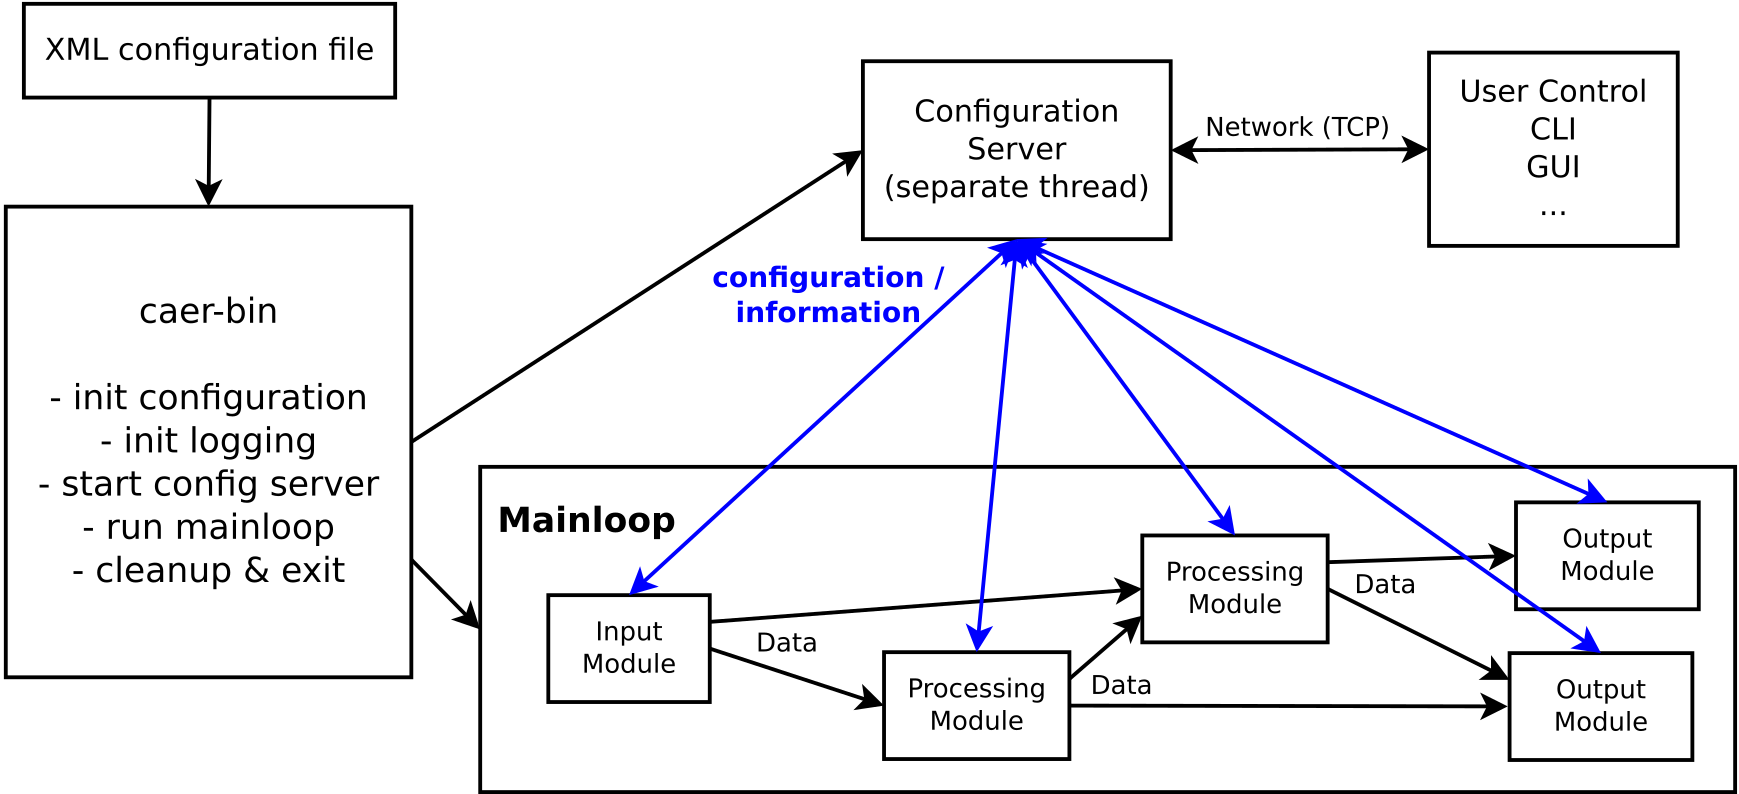 XML configuration file
caer-bin
- init configuration
- init logging
- start config server
- run mainloop
- cleanup & exit
Configuration
Server
(separate thread)
Network (TCP)
User Control
CLI
GUI
...
configuration /
information
Mainloop
Input
Module
Data
Processing
Module
Data
Processing
Module
Data
Output
Module
Output
Module